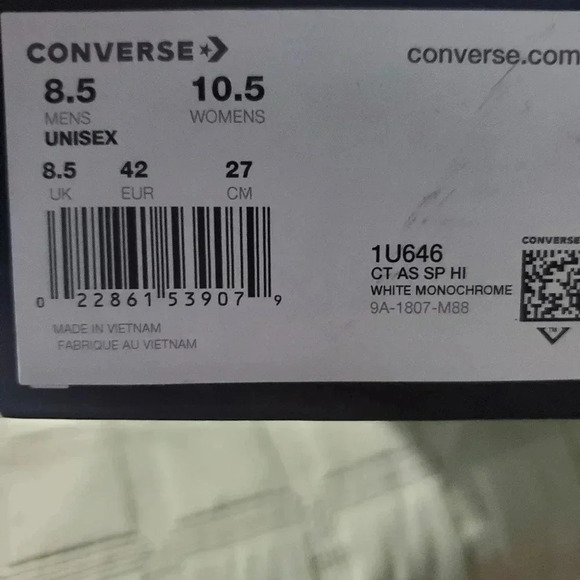 CONVERSE
converse.com
8.5 10.5
MENS WOMENS
UNISEX
8.5 42 27
UK EUR CM
0 22861 53907 9
1U646
CT AS SP HI
WHITE MONOCHROME
9A-1807-M88
CONVERSE
TM
MADE IN VIETNAM
FABRIQUE AU VIETNAM